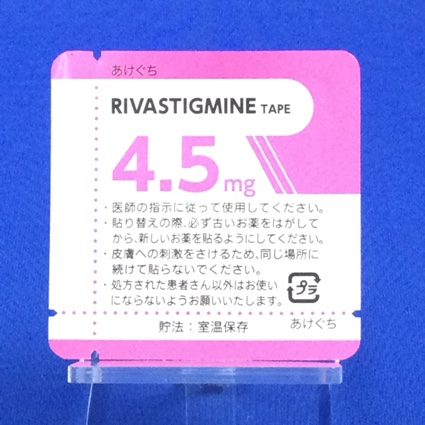 あけぐち
RIVASTIGMINE TAPE
4.5mg
・医師の指示に従って使用してください。
・貼り替えの際、必ず古いお薬をはがして
から、新しいお薬を貼るようにしてください。
・皮膚への刺激をさけるため、同じ場所に
続けて貼らないでください。
・処方された患者さん以外はお使い
にならないようお願いいたします。
プラ
貯法：室温保存
あけぐち